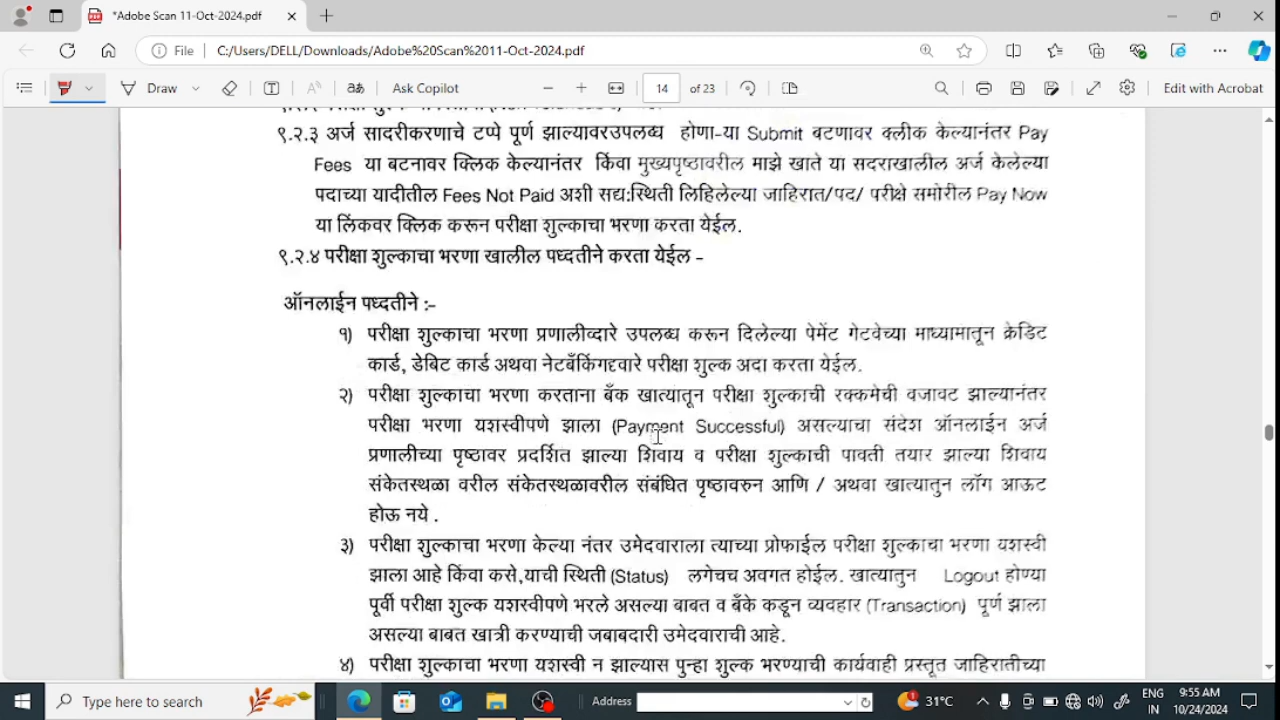 *Adobe Scan 11-Oct-2024.pdf
File C:/Users/DELL/Downloads/Adobe%20Scan%2011-Oct-2024.pdf
Draw Ask Copilot 14 of 23 Edit with Acrobat
९.२.३ अर्ज सादरीकरणाचे टप्पे पूर्ण झाल्यावरउपलब्ध होणा-या Submit बटणावर क्लीक केल्यानंतर Pay
Fees या बटनावर क्लिक केल्यानंतर किंवा मुख्यपृष्ठावरील माझे खाते या सदराखालील अर्ज केलेल्या
पदाच्या यादीतील Fees Not Paid अशी सद्य:स्थिती लिहिलेल्या जाहिरात/पद/ परीक्षे समोरील Pay Now
या लिंकवर क्लिक करून परीक्षा शुल्काचा भरणा करता येईल.
९.२.४ परीक्षा शुल्काचा भरणा खालील पध्दतीने करता येईल -
ऑनलाईन पध्दतीने :-
१) परीक्षा शुल्काचा भरणा प्रणालीव्दारे उपलब्ध करून दिलेल्या पेमेंट गेटवेच्या माध्यामातून क्रेडिट
कार्ड, डेबिट कार्ड अथवा नेटबँकिंगद्वारे परीक्षा शुल्क अदा करता येईल.
२) परीक्षा शुल्काचा भरणा करताना बँक खात्यातून परीक्षा शुल्काची रक्कमेची वजावट झाल्यानंतर
परीक्षा भरणा यशस्वीपणे झाला (Payment Successful) असल्याचा संदेश ऑनलाईन अर्ज
प्रणालीच्या पृष्ठावर प्रदर्शित झाल्या शिवाय व परीक्षा शुल्काची पावती तयार झाल्या शिवाय
संकेतस्थळा वरील संकेतस्थळावरील संबंधित पृष्ठावरुन आणि / अथवा खात्यातुन लॉग आऊट
होऊ नये .
३) परीक्षा शुल्काचा भरणा केल्या नंतर उमेदवाराला त्याच्या प्रोफाईल परीक्षा शुल्काचा भरणा यशस्वी
झाला आहे किंवा कसे,याची स्थिती (Status) लगेचच अवगत होईल. खात्यातुन Logout होण्या
पूर्वी परीक्षा शुल्क यशस्वीपणे भरले असल्या बाबत व बँके कडून व्यवहार (Transaction) पूर्ण झाला
असल्या बाबत खात्री करण्याची जबाबदारी उमेदवाराची आहे.
४) परीक्षा शुल्काचा भरणा यशस्वी न झाल्यास पुन्हा शुल्क भरण्याची कार्यवाही प्रस्तूत जाहिरातीच्या
Type here to search Address 31°C ENG 9:55 AM
IN 10/24/2024